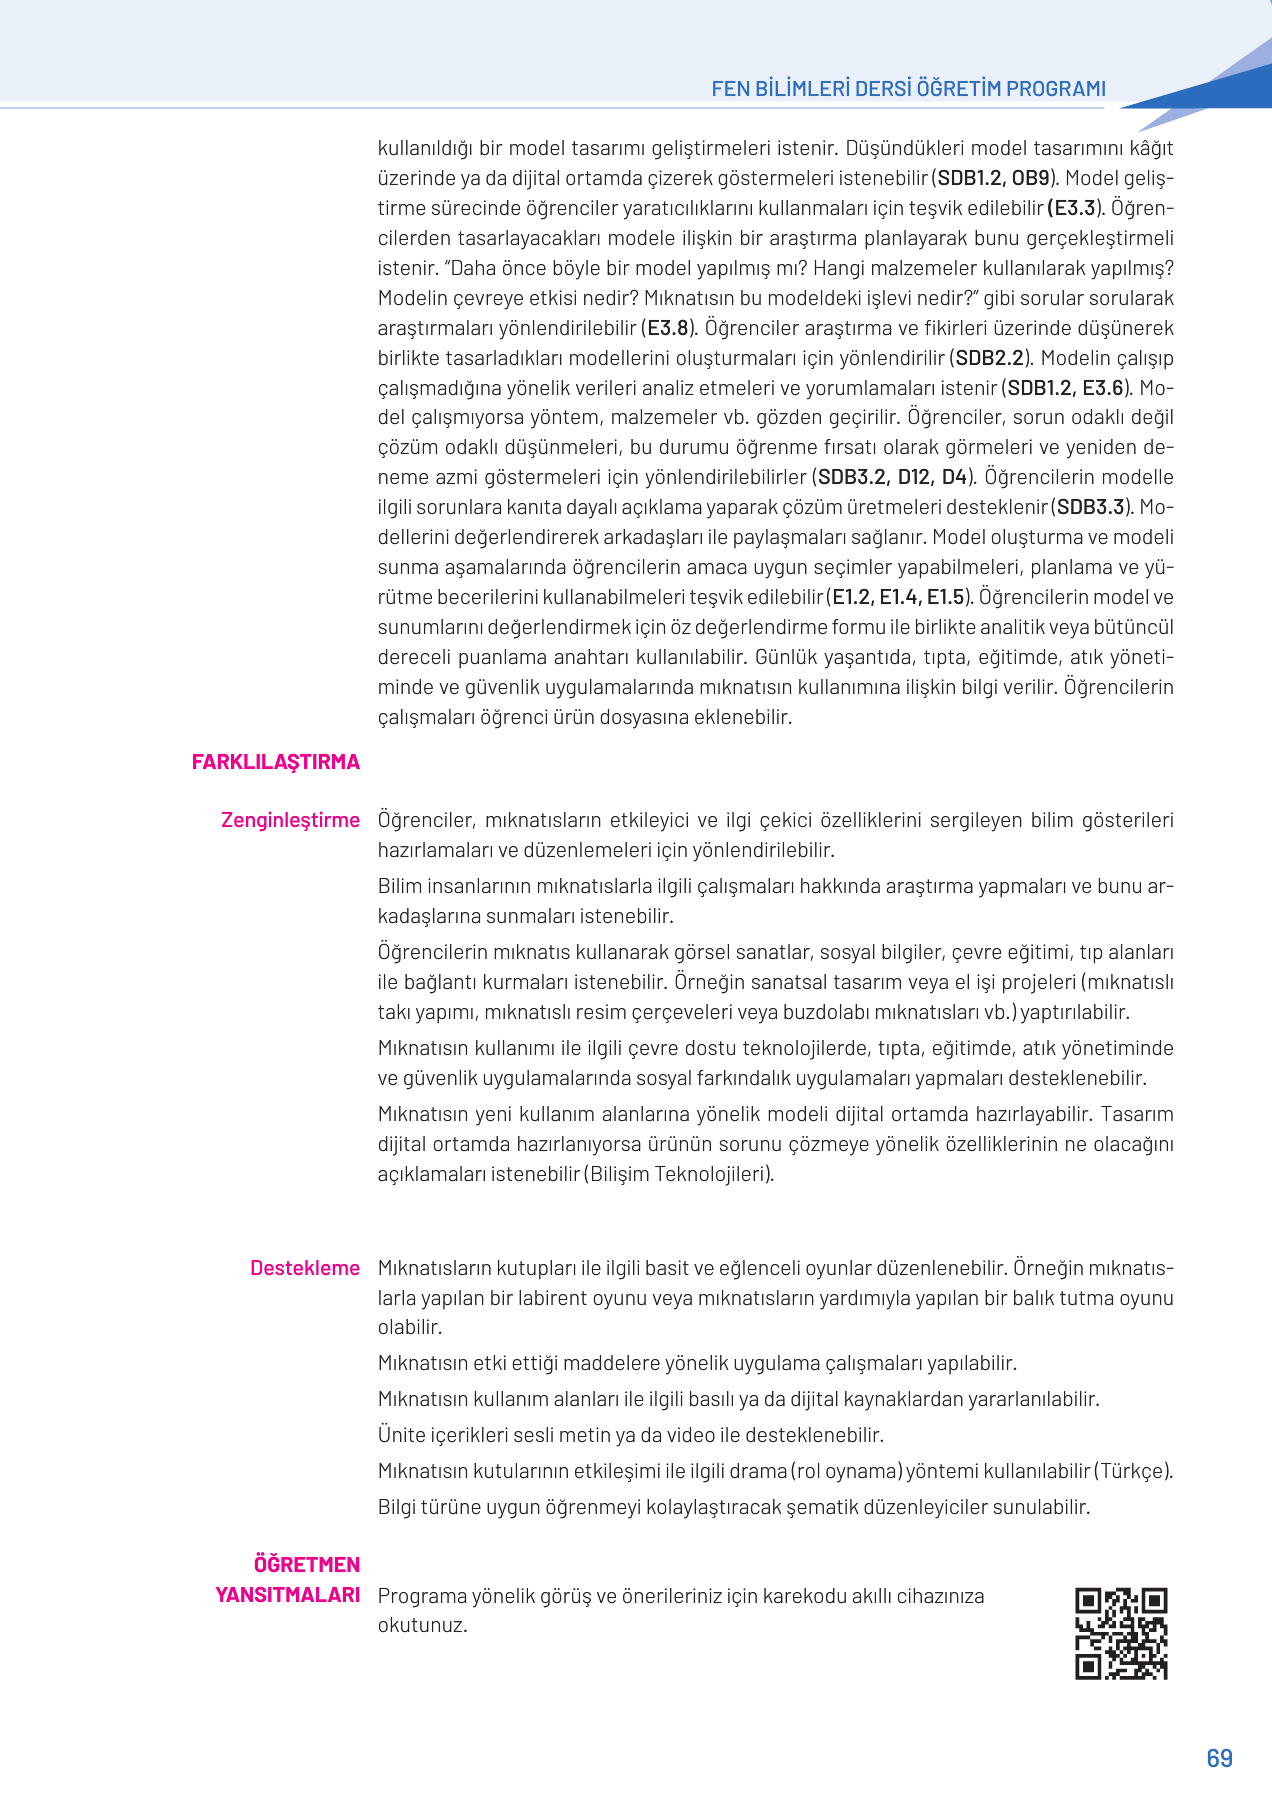 FEN BİLİMLERİ DERSİ ÖĞRETİM PROGRAMI
kullanıldığı bir model tasarımı geliştirmeleri istenir. Düşündükleri model tasarımını kâğıt
üzerinde ya da dijital ortamda çizerek göstermeleri istenebilir (SDB1.2, OB9). Model geliş-
tirme sürecinde öğrenciler yaratıcılıklarını kullanmaları için teşvik edilebilir (E3.3). Öğren-
cilerden tasarlayacakları modele ilişkin bir araştırma planlayarak bunu gerçekleştirmeli
istenir. “Daha önce böyle bir model yapılmış mı? Hangi malzemeler kullanılarak yapılmış?
Modelin çevreye etkisi nedir? Mıknatısın bu modeldeki işlevi nedir?” gibi sorular sorularak
araştırmaları yönlendirilebilir (E3.8). Öğrenciler araştırma ve fikirleri üzerinde düşünerek
birlikte tasarladıkları modellerini oluşturmaları için yönlendirilir (SDB2.2). Modelin çalışıp
çalışmadığına yönelik verileri analiz etmeleri ve yorumlamaları istenir (SDB1.2, E3.6). Mo-
del çalışmıyorsa yöntem, malzemeler vb. gözden geçirilir. Öğrenciler, sorun odaklı değil
çözüm odaklı düşünmeleri, bu durumu öğrenme fırsatı olarak görmeleri ve yeniden de-
neme azmi göstermeleri için yönlendirilebilirler (SDB3.2, D12, D4). Öğrencilerin modelle
ilgili sorunlara kanıta dayalı açıklama yaparak çözüm üretmeleri desteklenir (SDB3.3). Mo-
dellerini değerlendirerek arkadaşları ile paylaşmaları sağlanır. Model oluşturma ve modeli
sunma aşamalarında öğrencilerin amaca uygun seçimler yapabilmeleri, planlama ve yü-
rütme becerilerini kullanabilmeleri teşvik edilebilir (E1.2, E1.4, E1.5). Öğrencilerin model ve
sunumlarını değerlendirmek için öz değerlendirme formu ile birlikte analitik veya bütüncül
dereceli puanlama anahtarı kullanılabilir. Günlük yaşantıda, tıpta, eğitimde, atık yöneti-
minde ve güvenlik uygulamalarında mıknatısın kullanımına ilişkin bilgi verilir. Öğrencilerin
çalışmaları öğrenci ürün dosyasına eklenebilir.
FARKLILAŞTIRMA
Zenginleştirme Öğrenciler, mıknatısların etkileyici ve ilgi çekici özelliklerini sergileyen bilim gösterileri
hazırlamaları ve düzenlemeleri için yönlendirilebilir.
Bilim insanlarının mıknatıslarla ilgili çalışmaları hakkında araştırma yapmaları ve bunu ar-
kadaşlarına sunmaları istenebilir.
Öğrencilerin mıknatıs kullanarak görsel sanatlar, sosyal bilgiler, çevre eğitimi, tıp alanları
ile bağlantı kurmaları istenebilir. Örneğin sanatsal tasarım veya el işi projeleri (mıknatıslı
takı yapımı, mıknatıslı resim çerçeveleri veya buzdolabı mıknatısları vb.) yaptırılabilir.
Mıknatısın kullanımı ile ilgili çevre dostu teknolojilerde, tıpta, eğitimde, atık yönetiminde
ve güvenlik uygulamalarında sosyal farkındalık uygulamaları yapmaları desteklenebilir.
Mıknatısın yeni kullanım alanlarına yönelik modeli dijital ortamda hazırlayabilir. Tasarım
dijital ortamda hazırlanıyorsa ürünün sorunu çözmeye yönelik özelliklerinin ne olacağını
açıklamaları istenebilir (Bilişim Teknolojileri).
Destekleme Mıknatısların kutupları ile ilgili basit ve eğlenceli oyunlar düzenlenebilir. Örneğin mıknatıs-
larla yapılan bir labirent oyunu veya mıknatısların yardımıyla yapılan bir balık tutma oyunu
olabilir.
Mıknatısın etki ettiği maddelere yönelik uygulama çalışmaları yapılabilir.
Mıknatısın kullanım alanları ile ilgili basılı ya da dijital kaynaklardan yararlanılabilir.
Ünite içerikleri sesli metin ya da video ile desteklenebilir.
Mıknatısın kutularının etkileşimi ile ilgili drama (rol oynama) yöntemi kullanılabilir (Türkçe).
Bilgi türüne uygun öğrenmeyi kolaylaştıracak şematik düzenleyiciler sunulabilir.
ÖĞRETMEN
YANSITMALARI Programa yönelik görüş ve önerileriniz için karekodu akıllı cihazınıza
okutunuz.
69